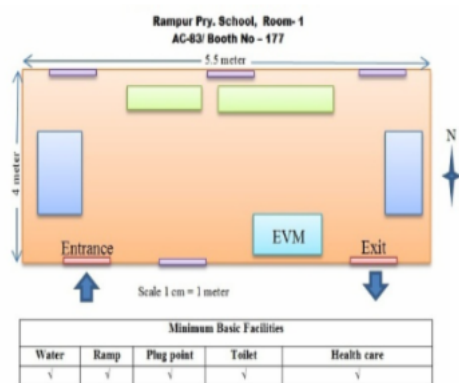 Rampur Pry. School, Room- 1
AC-83/ Booth No – 177
5.5 meter
4 meter
N
EVM
Entrance
Exit
Scale 1 cm = 1 meter
Minimum Basic Facilities
Water Ramp Plug point Toilet Health care
√ √ √ √ √